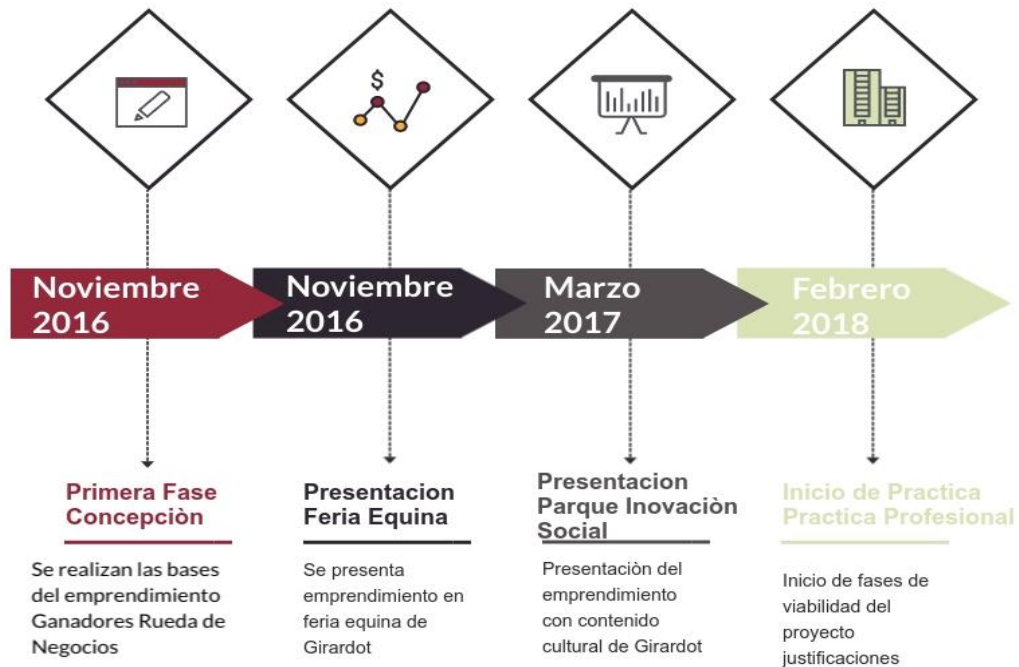 $
Noviembre
2016
Noviembre
2016
Marzo
2017
Febrero
2018
Primera Fase
Concepciòn
Se realizan las bases
del emprendimiento
Ganadores Rueda de
Negocios
Presentacion
Feria Equina
Se presenta
emprendimiento en
feria equina de
Girardot
Presentacion
Parque Inovaciòn
Social
Presentaciòn del
emprendimiento
con contenido
cultural de Girardot
Inicio de Practica
Practica Profesional
Inicio de fases de
viabilidad del
proyecto
justificaciones